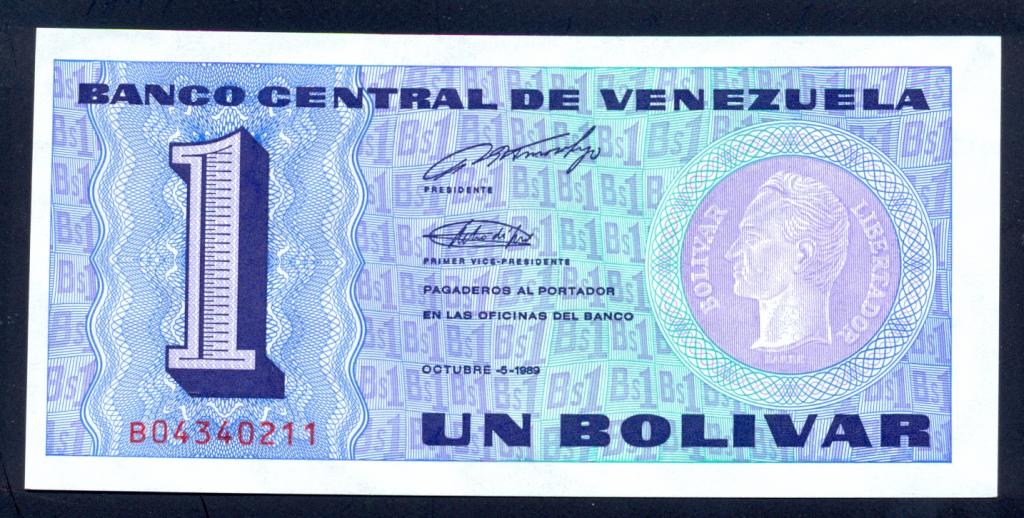 BANCO CENTRAL DE VENEZUELA
1
PRESIDENTE
PRIMER VICE-PRESIDENTE
PAGADEROS AL PORTADOR
EN LAS OFICINAS DEL BANCO
OCTUBRE -5-1989
BOLIVAR LIBERTADOR
B04340211
UN BOLIVAR